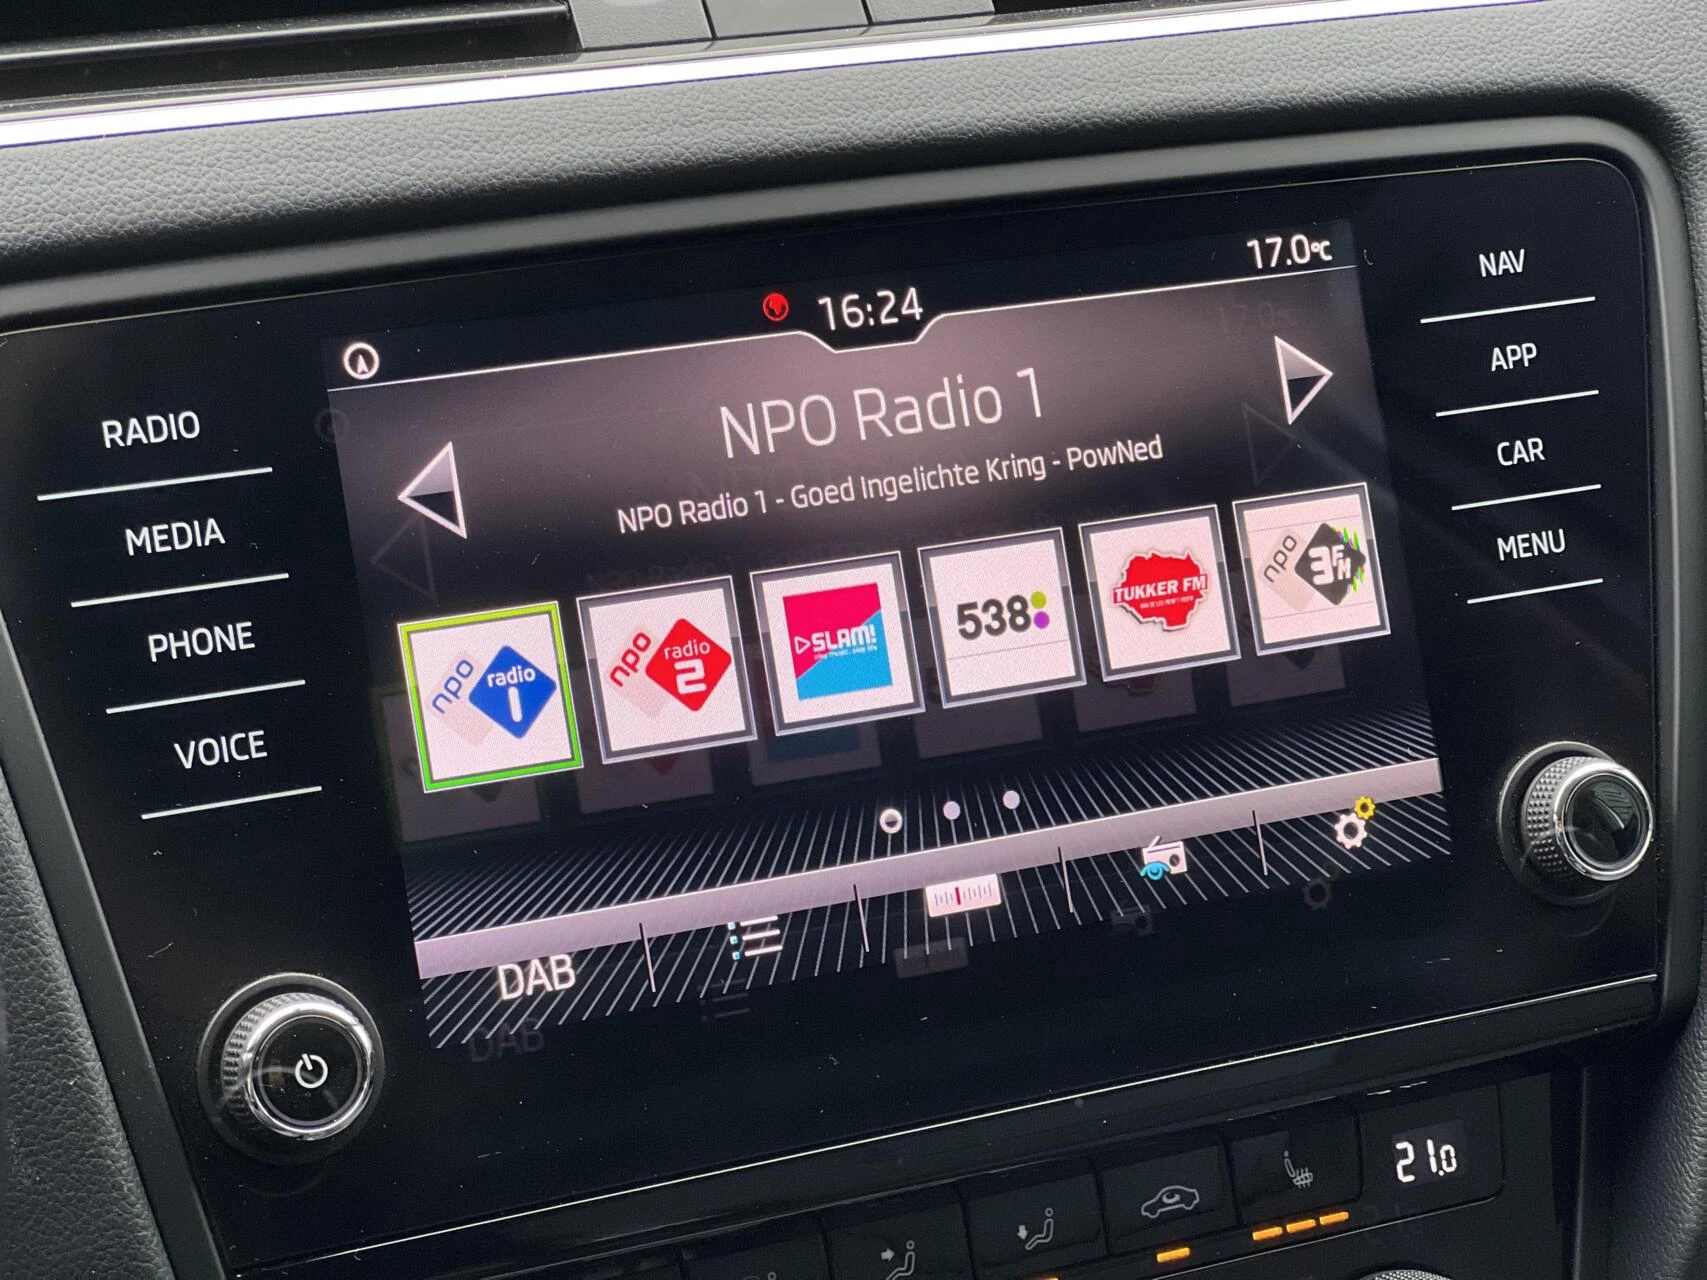 17.0°C
16:24
NPO Radio 1
NPO Radio 1 - Goed Ingelichte Kring - PowNed
RADIO
MEDIA
PHONE
VOICE
NAV
APP
CAR
MENU
npo radio 1
npo radio 2
SLAM!
538
TUKKER FM
npo 3FM
DAB
21.0